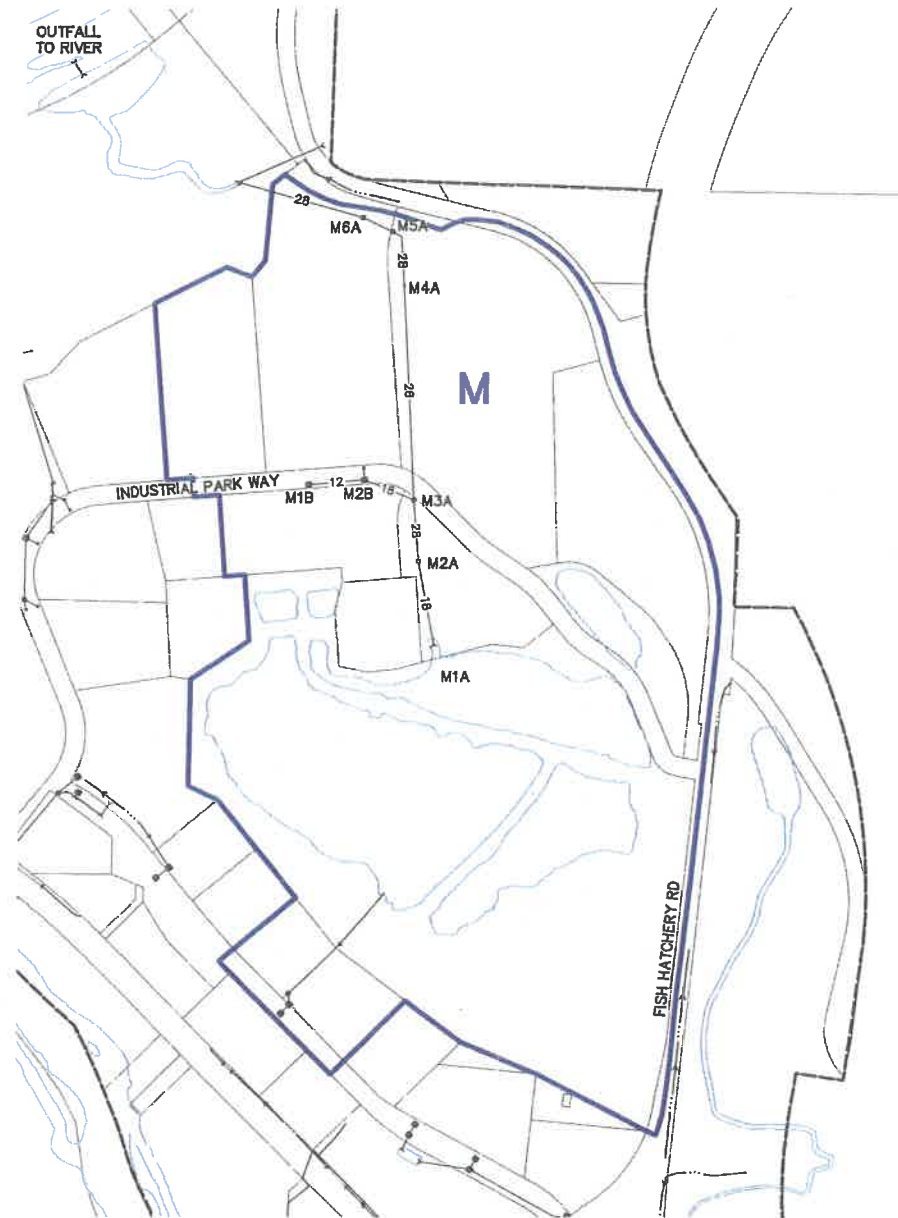 OUTFALL
TO RIVER
28
M6A
M5A
28
M4A
28
M
INDUSTRIAL PARK WAY
M1B
12
M2B
18
M3A
28
M2A
18
M1A
FISH HATCHERY RD